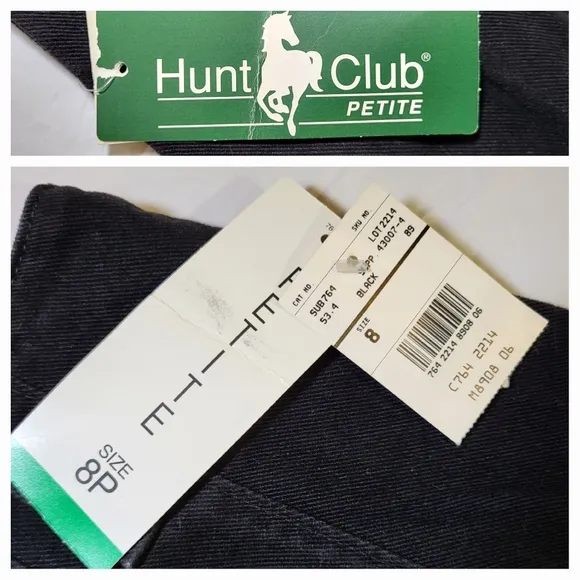 Hunt Club®
PETITE
PETITE
SIZE
8P
CAT NO.
SKU NO.
SUB764
LOT2214
53.4
SUPP 43007-4
BLACK
89
SIZE
8
764 2214 8908 06
C764 2214
M8908 06